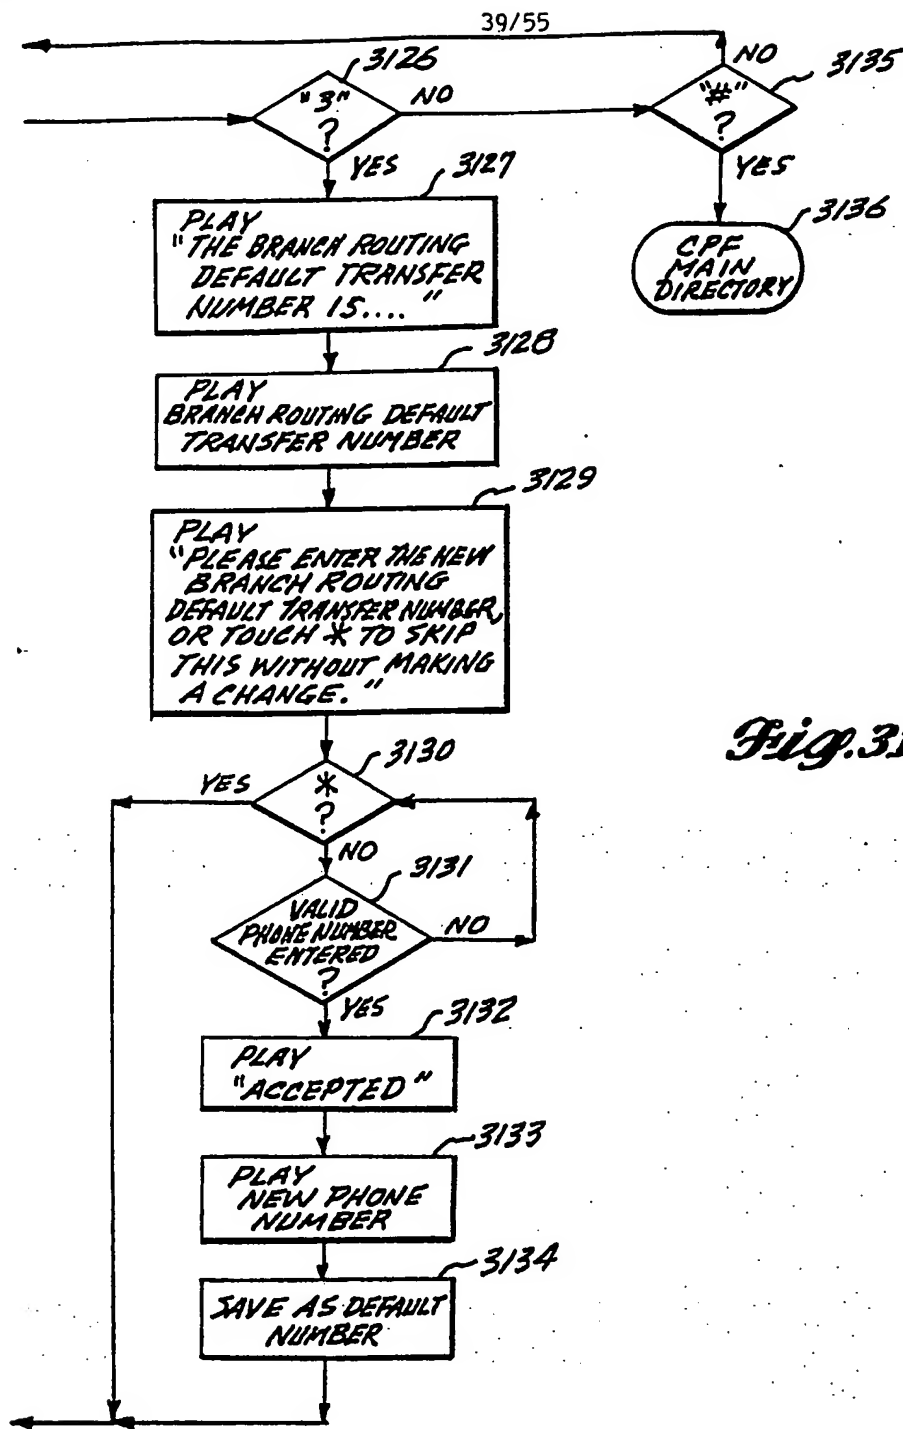 39/55
3126
"3"
?
NO
YES
NO
3135
"#"
?
YES
3136
CPF
MAIN
DIRECTORY
3127
PLAY
"THE BRANCH ROUTING
DEFAULT TRANSFER
NUMBER IS...."
3128
PLAY
BRANCH ROUTING DEFAULT
TRANSFER NUMBER
3129
PLAY
"PLEASE ENTER THE NEW
BRANCH ROUTING
DEFAULT TRANSFER NUMBER,
OR TOUCH * TO SKIP
THIS WITHOUT MAKING
A CHANGE."
Fig.31
3130
YES
*
?
NO
3131
VALID
PHONE NUMBER
ENTERED
?
NO
YES
3132
PLAY
"ACCEPTED"
3133
PLAY
NEW PHONE
NUMBER
3134
SAVE AS DEFAULT
NUMBER